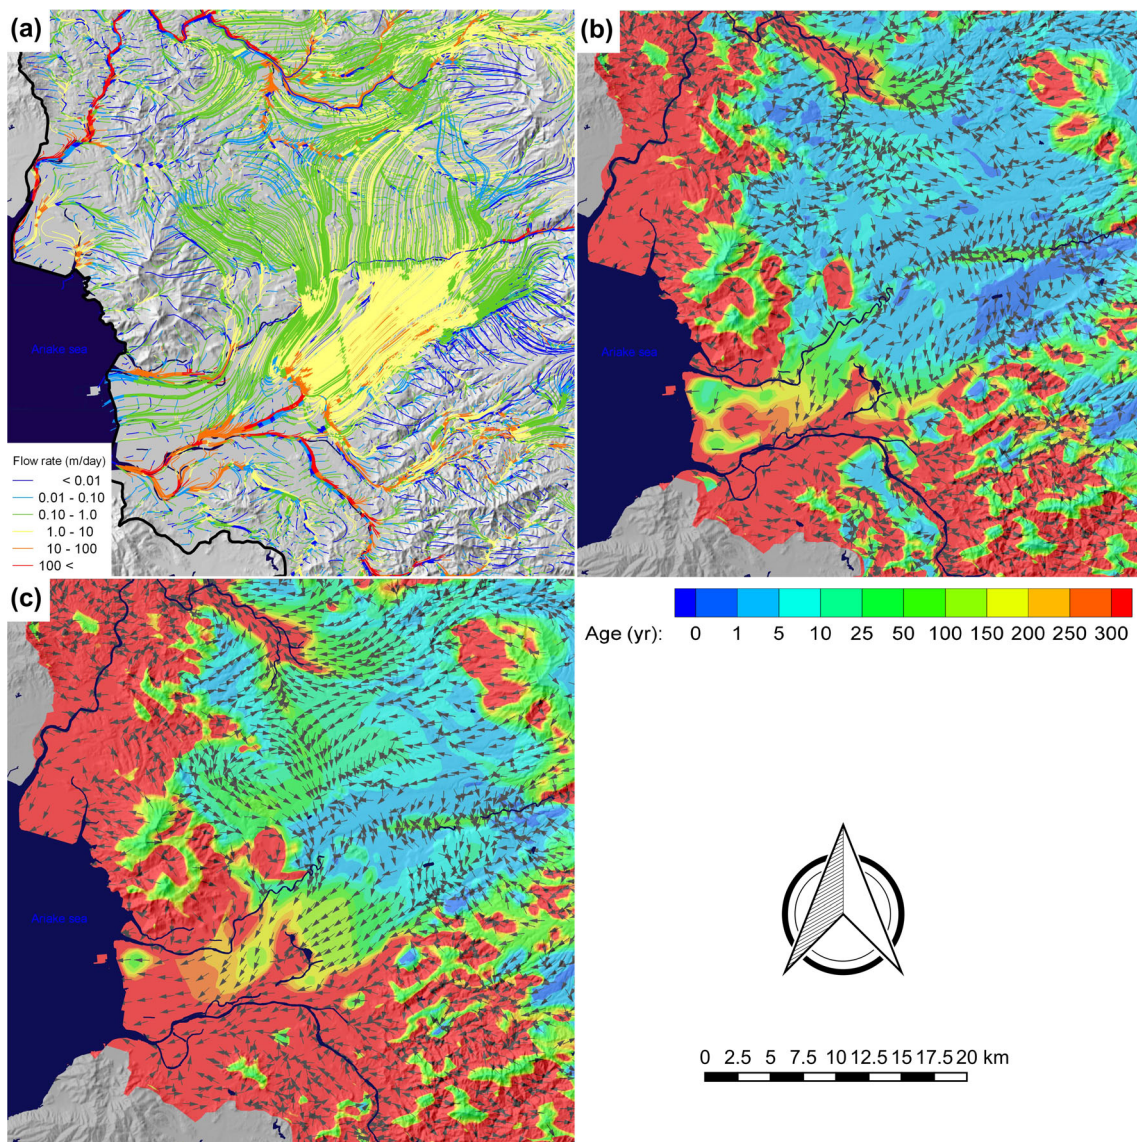 (a)
Ariake sea
Flow rate (m/day)
< 0.01
0.01 - 0.10
0.10 - 1.0
1.0 - 10
10 - 100
100 <
(b)
Ariake sea
(c)
Ariake sea
Age (yr): 0 1 5 10 25 50 100 150 200 250 300
0 2.5 5 7.5 10 12.5 15 17.5 20 km